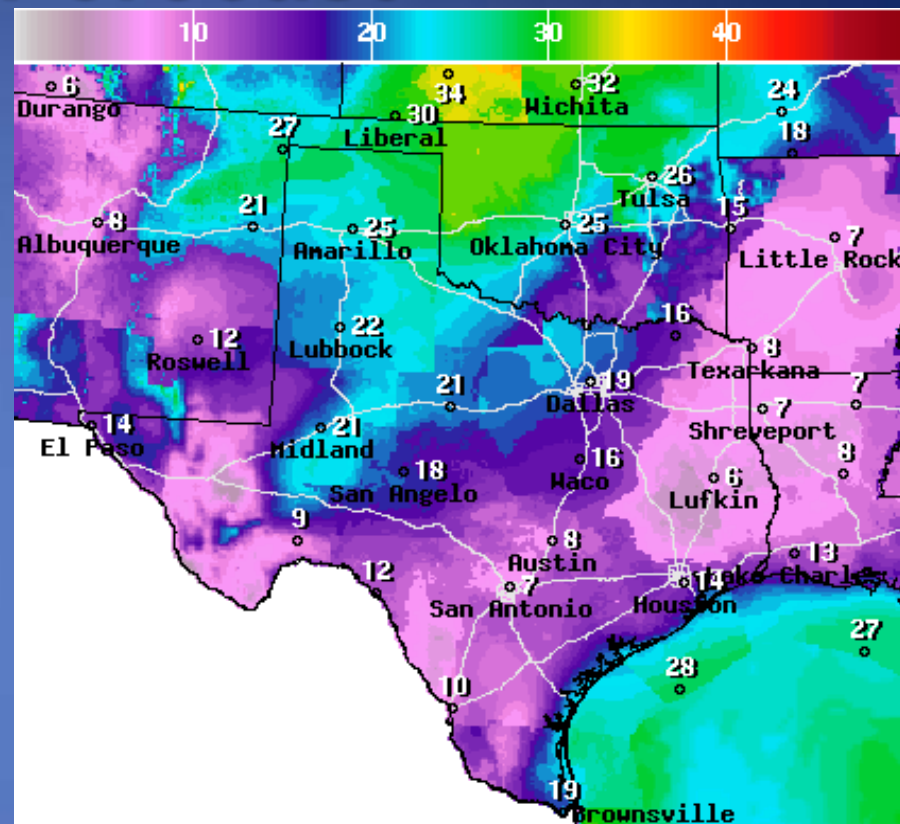 10 20 30 40
6 34 32 24
Durango Wichita
30
Liberal
27 18
26
Tulsa
8 21 25 25 15 7
Albuquerque Amarillo Oklahoma City Little Rock
12 22 16 8
Roswell Lubbock Texarkana
21 19 7 7
Dallas
14 21 Shreveport
El Paso Midland
18 16 6 8
San Angelo Waco Lufkin
9 8 13
Austin
12 7 14 Lake Charles
San Antonio Houston
27
28
10
19
Brownsville